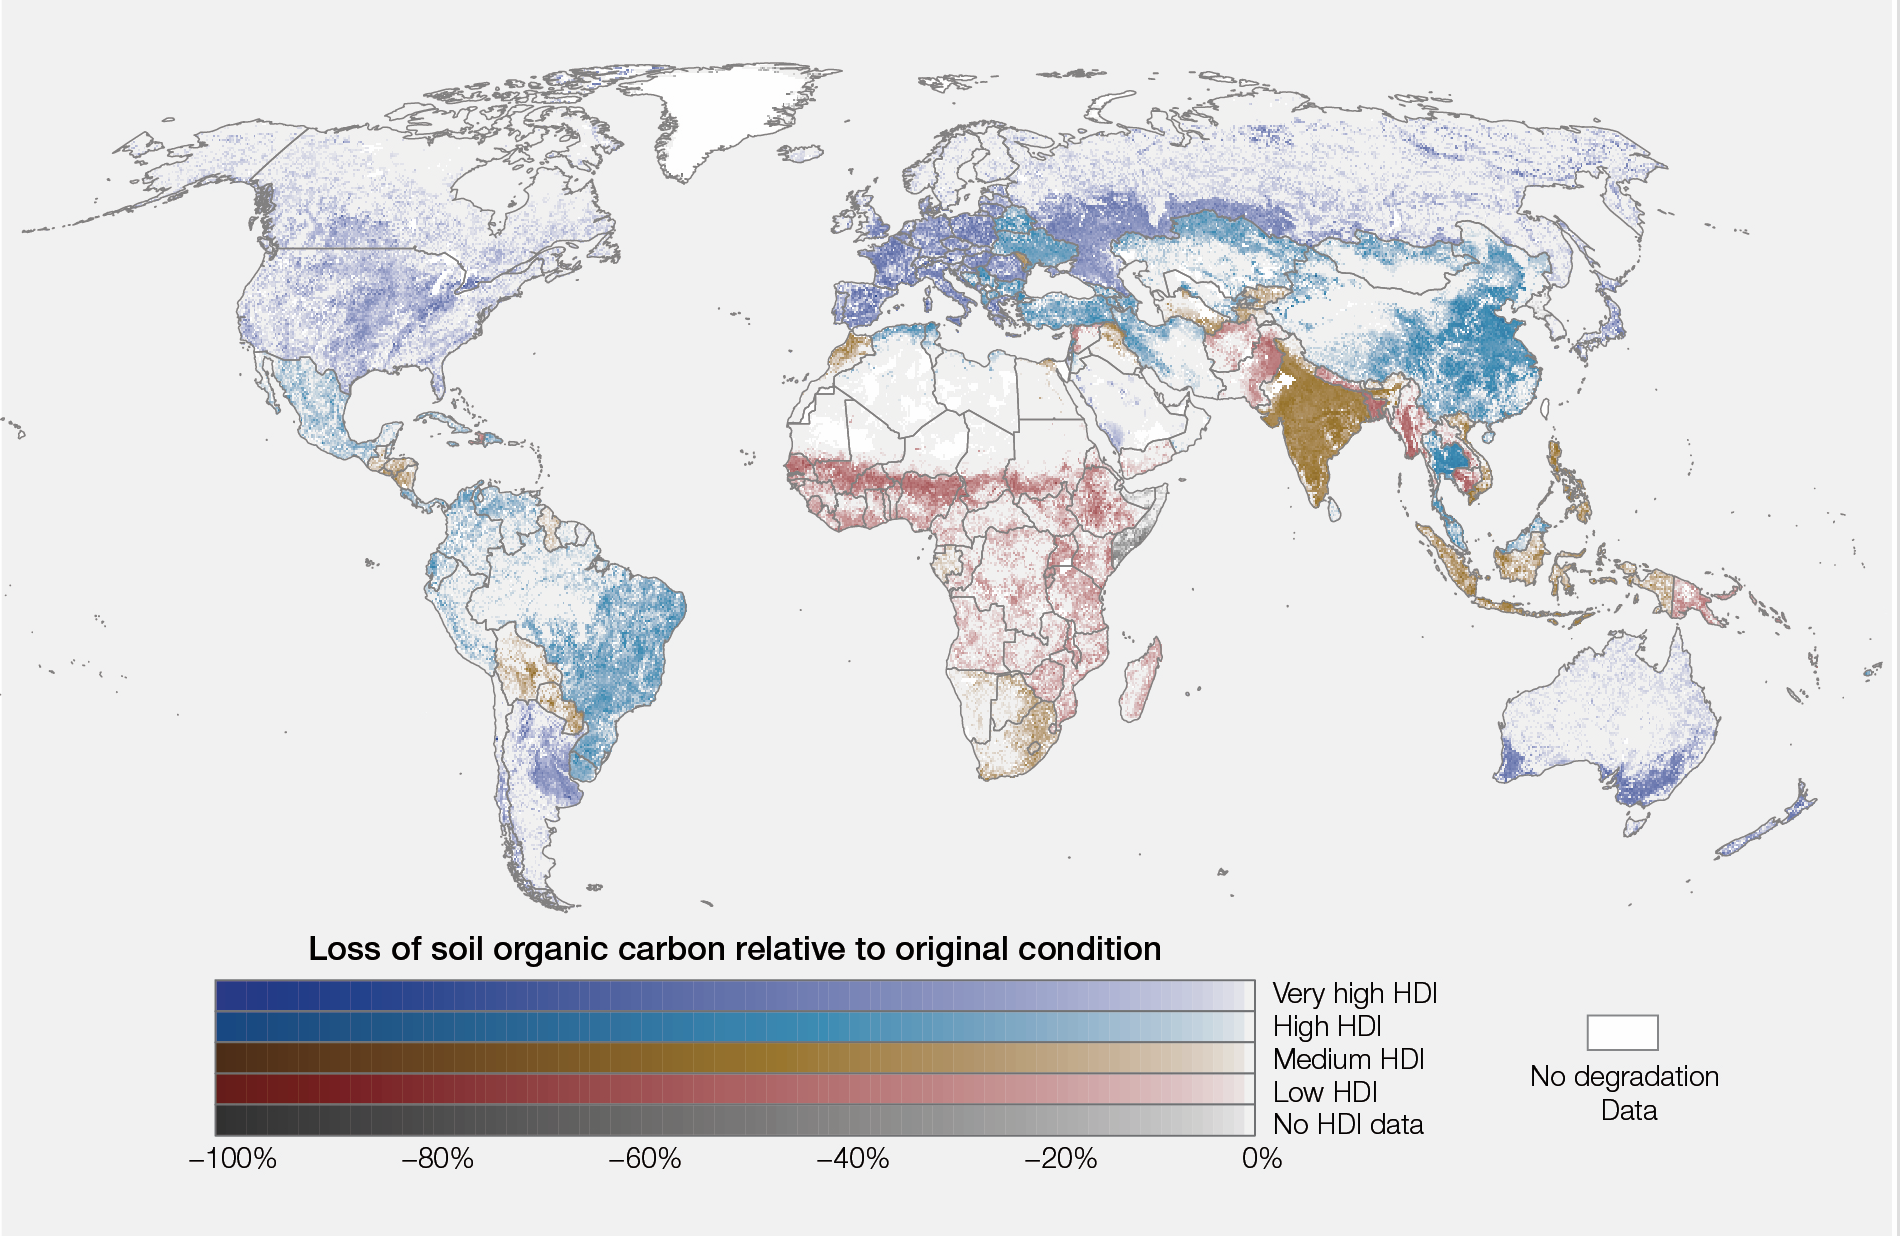 Loss of soil organic carbon relative to original condition
Very high HDI
High HDI
Medium HDI
Low HDI
No HDI data
No degradation
Data
−100%
−80%
−60%
−40%
−20%
0%